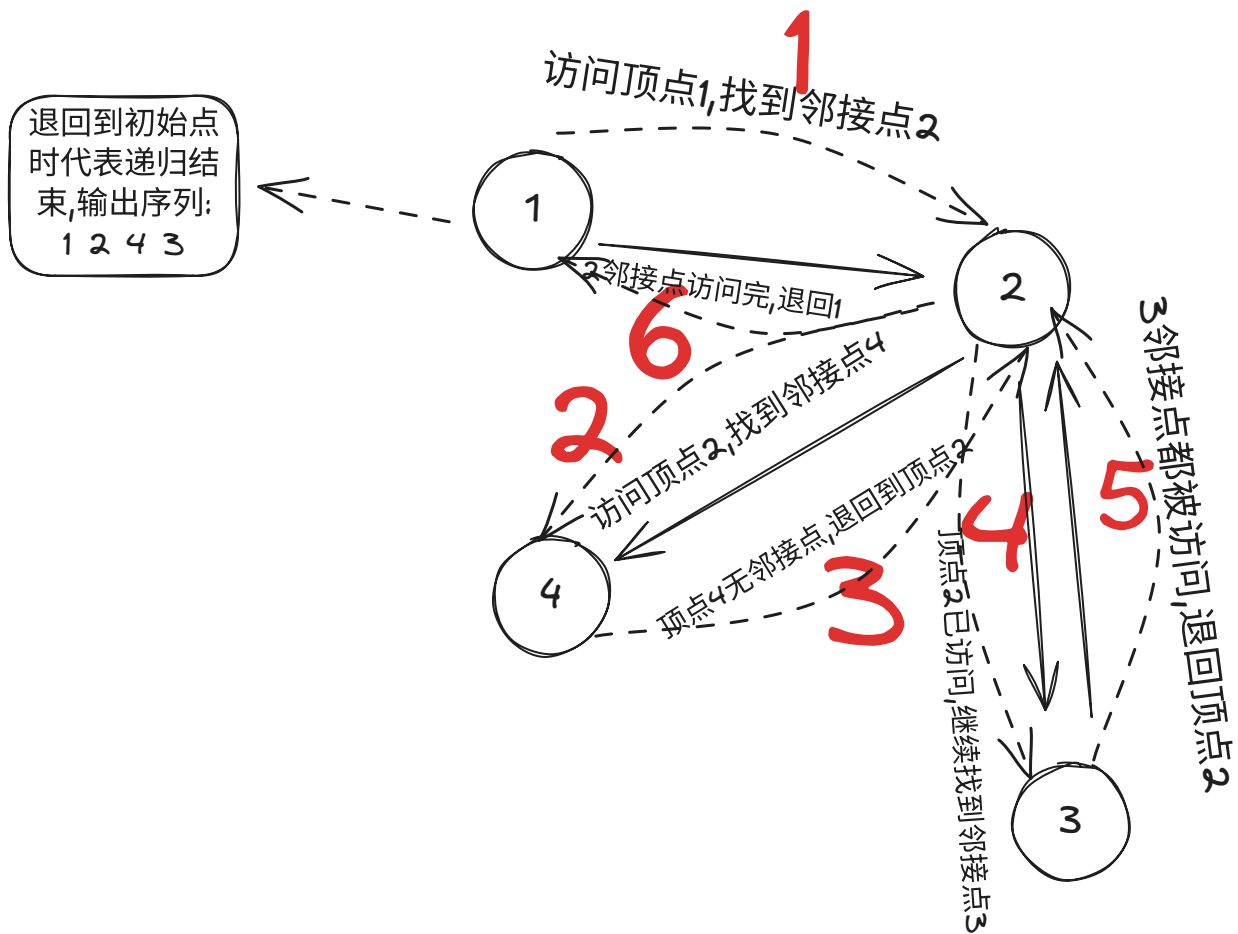 1
访问顶点1,找到邻接点2
退回到初始点
时代表递归结
束,输出序列:
1 2 4 3
1
2
2邻接点访问完,退回1
6
2
访问顶点2,找到邻接点4
3邻接点都被访问,退回顶点2
顶点4无邻接点,退回到顶点2
3
4
5
顶点2已访问,继续找到邻接点3
4
3